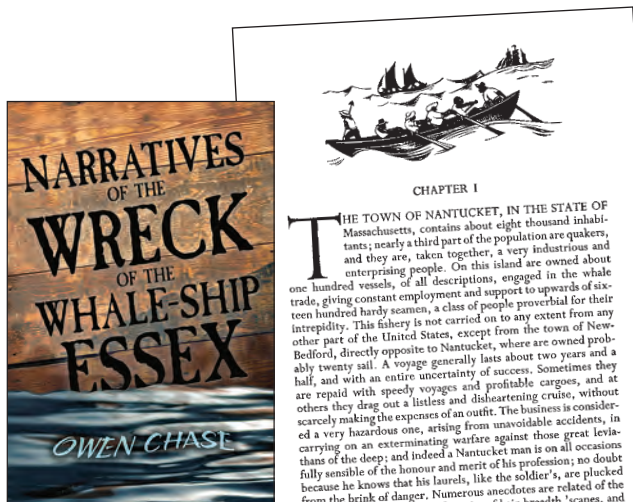 NARRATIVES
OF THE
WRECK
OF THE
WHALE-SHIP
ESSEX
OWEN CHASE
CHAPTER I
THE TOWN OF NANTUCKET, IN THE STATE OF
Massachusetts, contains about eight thousand inhabi-
tants; nearly a third part of the population are quakers,
and they are, taken together, a very industrious and
enterprising people. On this island are owned about
one hundred vessels, of all descriptions, engaged in the whale
trade, giving constant employment and support to upwards of six-
teen hundred hardy seamen, a class of people proverbial for their
intrepidity. This fishery is not carried on to any extent from any
other part of the United States, except from the town of New-
Bedford, directly opposite to Nantucket, where are owned prob-
ably twenty sail. A voyage generally lasts about two years and a
half, and with an entire uncertainty of success. Sometimes they
are repaid with speedy voyages and profitable cargoes, and at
others they drag out a listless and disheartening cruise, without
scarcely making the expenses of an outfit. The business is consider-
ed a very hazardous one, arising from unavoidable accidents, in
carrying on an exterminating warfare against those great levia-
thans of the deep; and indeed a Nantucket man is on all occasions
fully sensible of the honour and merit of his profession; no doubt
because he knows that his laurels, like the soldier's, are plucked
from the brink of danger. Numerous anecdotes are related of the
breadth 'scapes, and